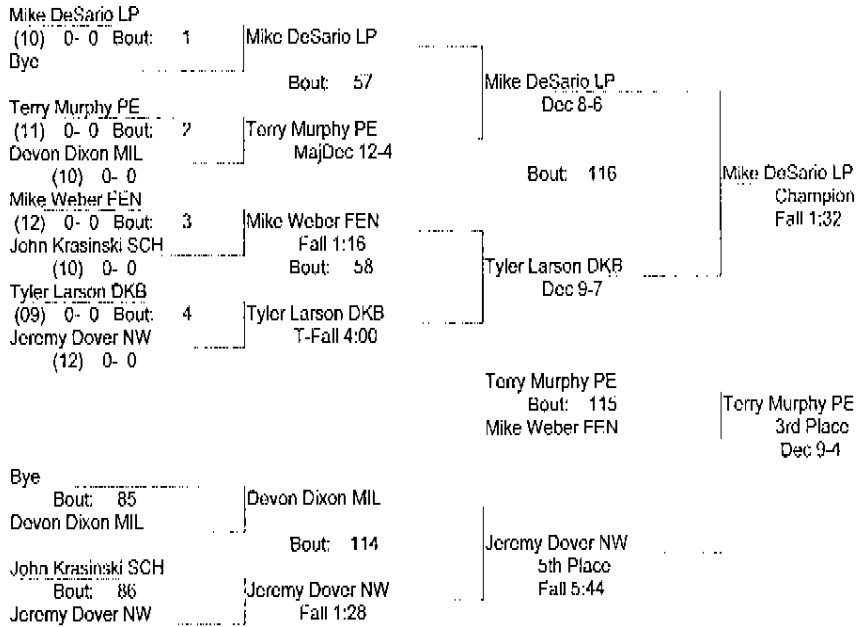 Mike DeSario LP
(10) 0- 0 Bout: 1
Bye
Mike DeSario LP
Bout: 57
Terry Murphy PE
(11) 0- 0 Bout: 2
Devon Dixon MIL
(10) 0- 0
Terry Murphy PE
MajDec 12-4
Mike DeSario LP
Dec 8-6
Mike Weber FEN
(12) 0- 0 Bout: 3
John Krasinski SCH
(10) 0- 0
Mike Weber FEN
Fall 1:16
Bout: 58
Tyler Larson DKB
(09) 0- 0 Bout: 4
Jeremy Dover NW
(12) 0- 0
Tyler Larson DKB
T-Fall 4:00
Tyler Larson DKB
Dec 9-7
Bout: 116
Mike DeSario LP
Champion
Fall 1:32
Terry Murphy PE
Bout: 115
Mike Weber FEN
Terry Murphy PE
3rd Place
Dec 9-4
Bye
Bout: 85
Devon Dixon MIL
Devon Dixon MIL
Bout: 114
John Krasinski SCH
Bout: 86
Jeremy Dover NW
Jeremy Dover NW
Fall 1:28
Jeremy Dover NW
5th Place
Fall 5:44